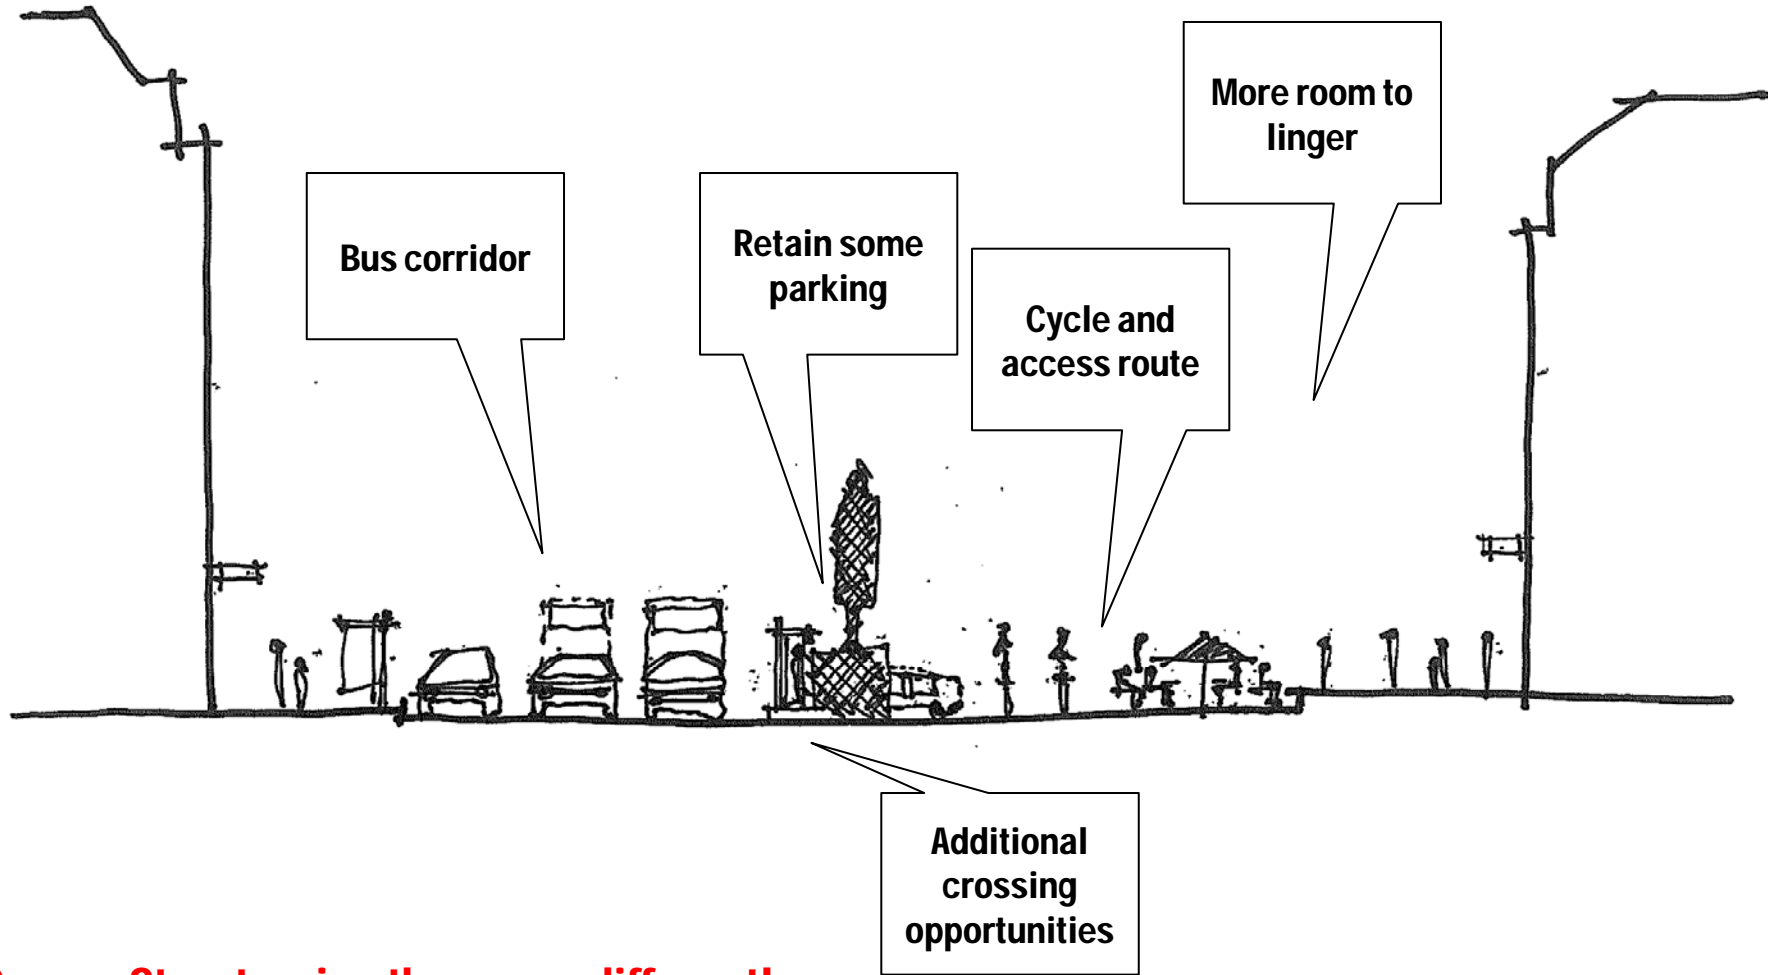 More room to
linger
Bus corridor
Retain some
parking
Cycle and
access route
Additional
crossing
opportunities